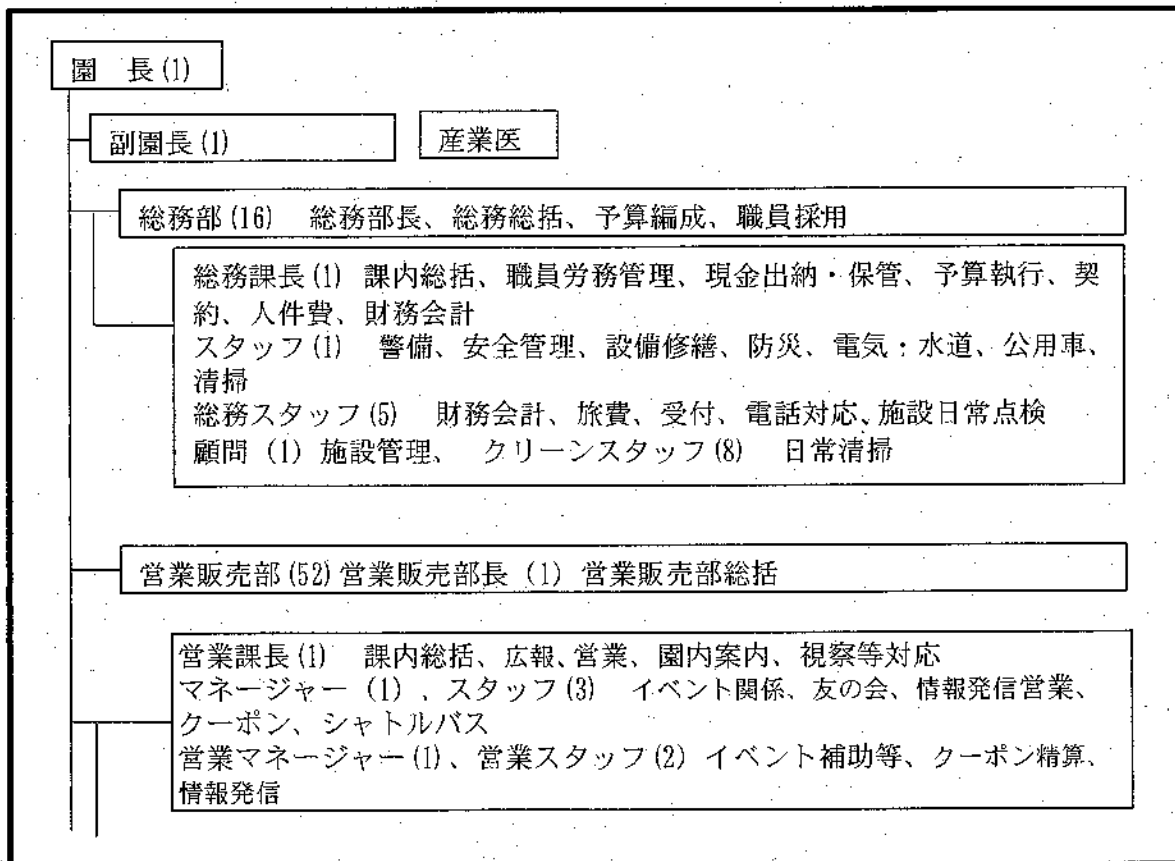 園　長(1)
副園長(1)　産業医
総務部(16)　総務部長、総務総括、予算編成、職員採用
総務課長(1) 課内総括、職員労務管理、現金出納・保管、予算執行、契
約、人件費、財務会計
スタッフ(1)　警備、安全管理、設備修繕、防災、電気・水道、公用車、
清掃
総務スタッフ(5)　財務会計、旅費、受付、電話対応、施設日常点検
顧問（1）施設管理、　クリーンスタッフ(8)　日常清掃
営業販売部(52)営業販売部長（1）営業販売部総括
営業課長(1)　課内総括、広報、営業、園内案内、視察等対応
マネージャー（1）、スタッフ(3)　イベント関係、友の会、情報発信営業、
クーポン、シャトルバス
営業マネージャー(1)、営業スタッフ(2) イベント補助等、クーポン精算、
情報発信